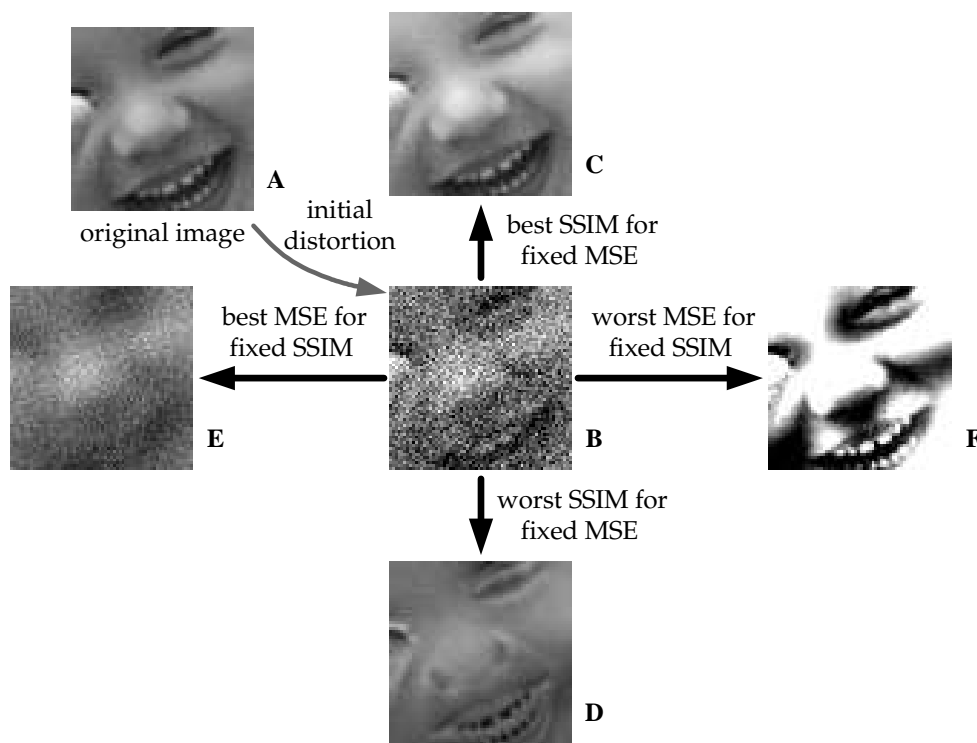 A
original image
initial
distortion
C
best SSIM for
fixed MSE
best MSE for
fixed SSIM
worst MSE for
fixed SSIM
E
B
F
worst SSIM for
fixed MSE
D